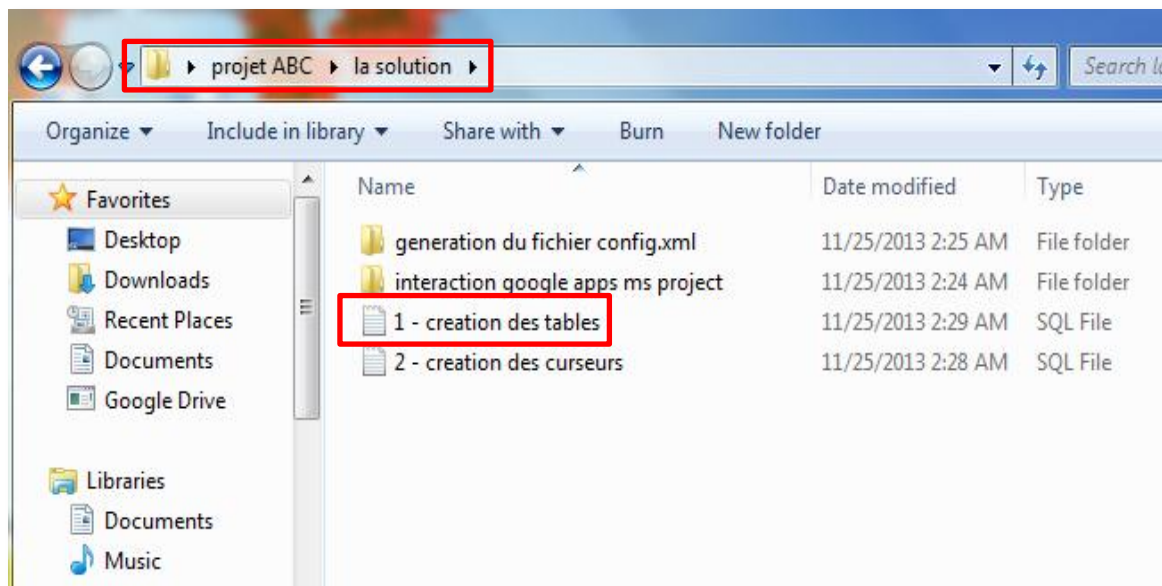 projet ABC la solution
Search
Organize Include in library Share with Burn New folder
Name Date modified Type
generation du fichier config.xml 11/25/2013 2:25 AM File folder
interaction google apps ms project 11/25/2013 2:24 AM File folder
1 - creation des tables 11/25/2013 2:29 AM SQL File
2 - creation des curseurs 11/25/2013 2:28 AM SQL File
Favorites
Desktop
Downloads
Recent Places
Documents
Google Drive
Libraries
Documents
Music